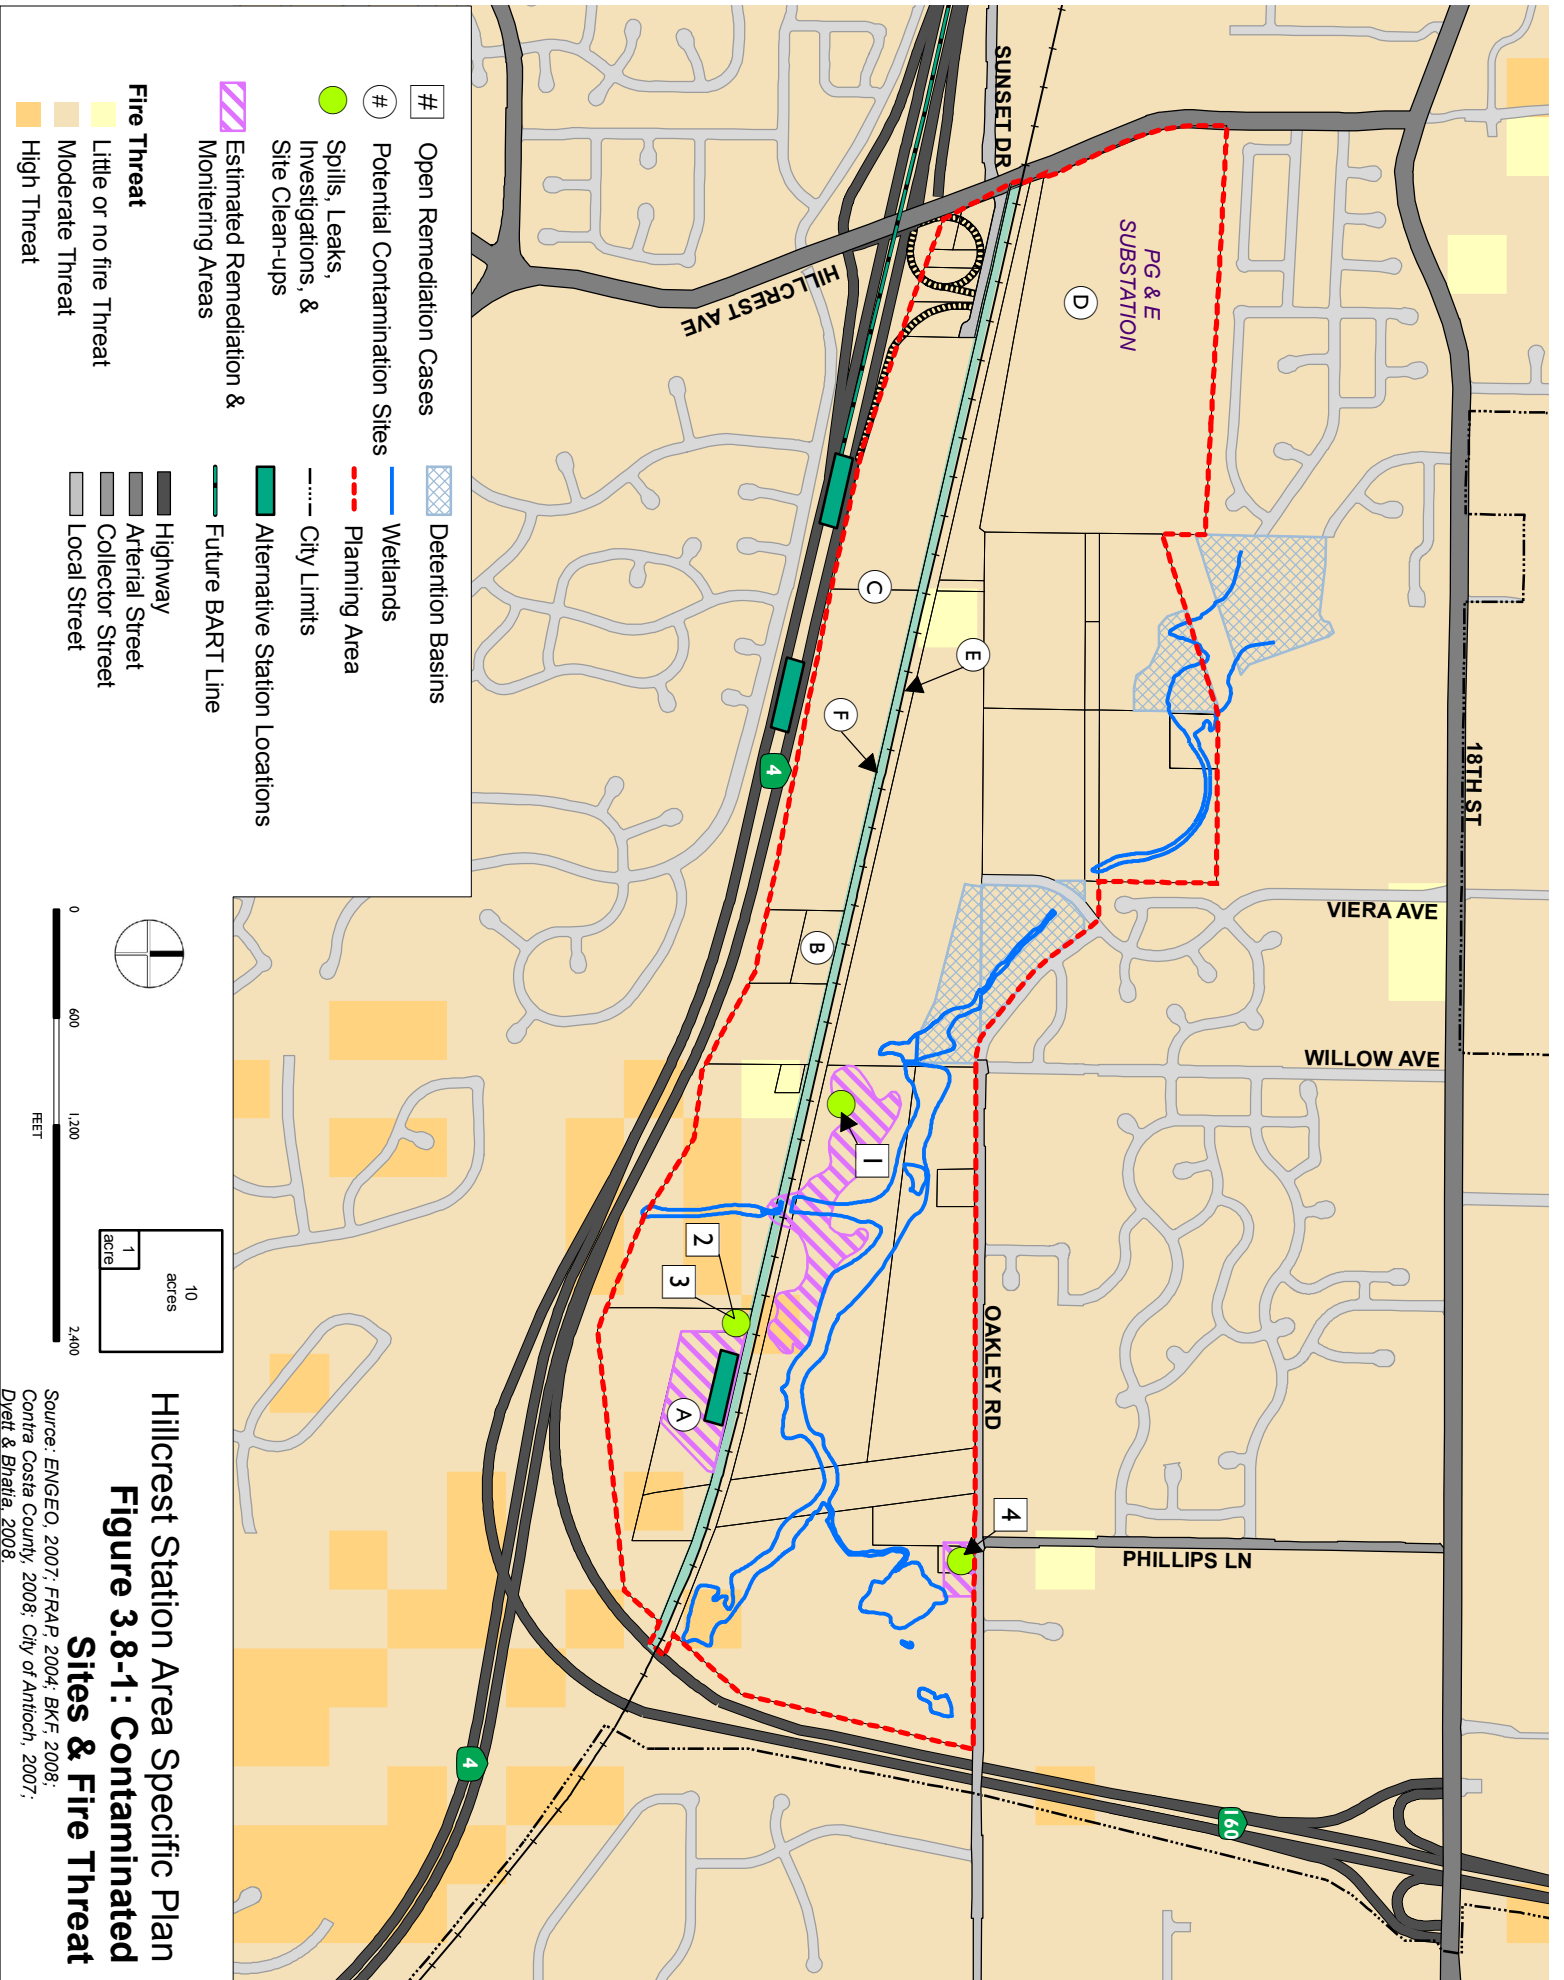 SUNSET DR
HILLCREST AVE
PG & E
SUBSTATION
18TH ST
VIERA AVE
WILLOW AVE
OAKLEY RD
PHILLIPS LN
D
C
E
F
B
A
1
2
3
4
4
4
160
# Open Remediation Cases
# Potential Contamination Sites
Spills, Leaks,
Investigations, &
Site Clean-ups
Estimated Remediation &
Monitering Areas
Fire Threat
Little or no fire Threat
Moderate Threat
High Threat
Detention Basins
Wetlands
Planning Area
City Limits
Alternative Station Locations
Future BART Line
Highway
Arterial Street
Collector Street
Local Street
0 600 1,200 2,400
FEET
10
acres
1
acre
Hillcrest Station Area Specific Plan
Figure 3.8-1: Contaminated
Sites & Fire Threat
Source: ENGEO, 2007; FRAP, 2004; BKF, 2008;
Contra Costa County, 2008; City of Antioch, 2007;
Dyett & Bhatia, 2008.